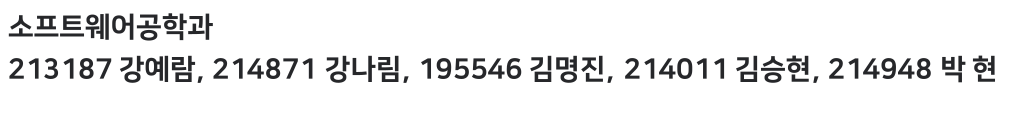 소프트웨어공학과
213187 강예람, 214871 강나림, 195546 김명진, 214011 김승현, 214948 박 현